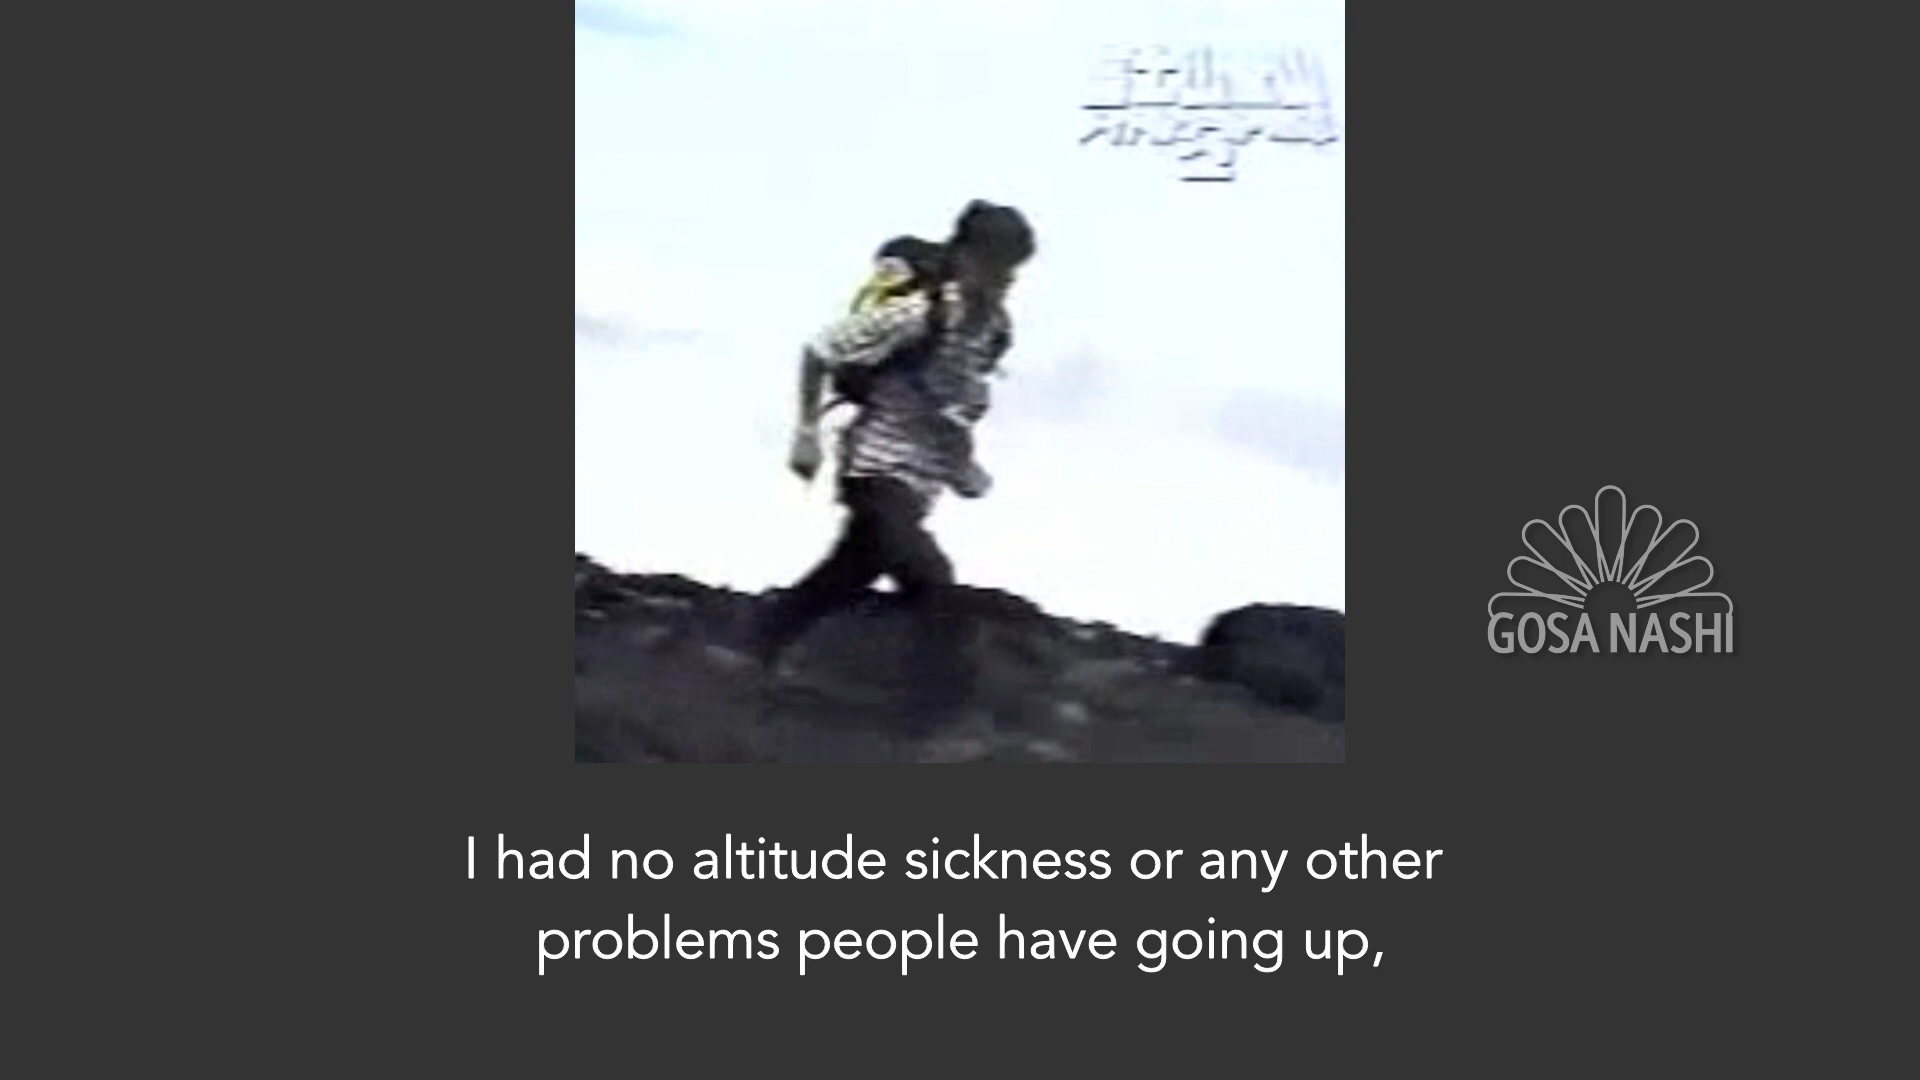 GOSA NASHI
I had no altitude sickness or any other
problems people have going up,